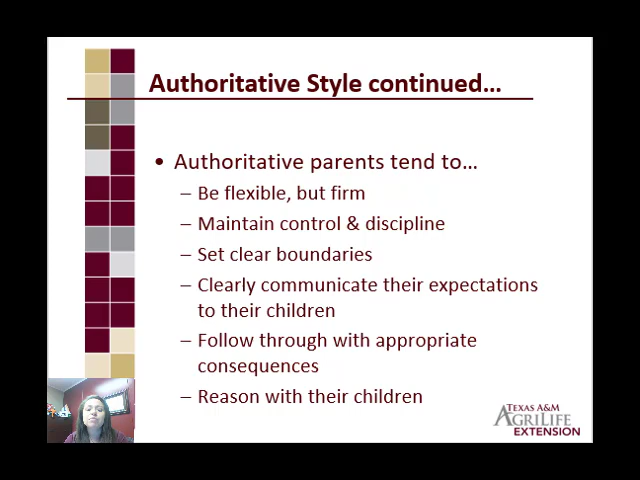 Authoritative Style continued...
• Authoritative parents tend to...
– Be flexible, but firm
– Maintain control & discipline
– Set clear boundaries
– Clearly communicate their expectations
to their children
– Follow through with appropriate
consequences
– Reason with their children
TEXAS A&M
AGRILIFE
EXTENSION